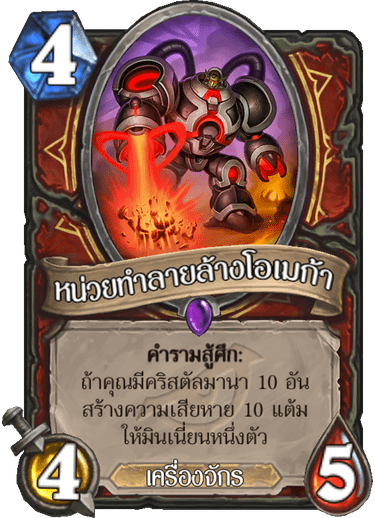 4
หน่วยทำลายล้างโอเมก้า
คำรามสู้ศึก:
ถ้าคุณมีคริสตัลมานา 10 อัน
สร้างความเสียหาย 10 แต้ม
ให้มินเนี่ยนหนึ่งตัว
4
เครื่องจักร
5